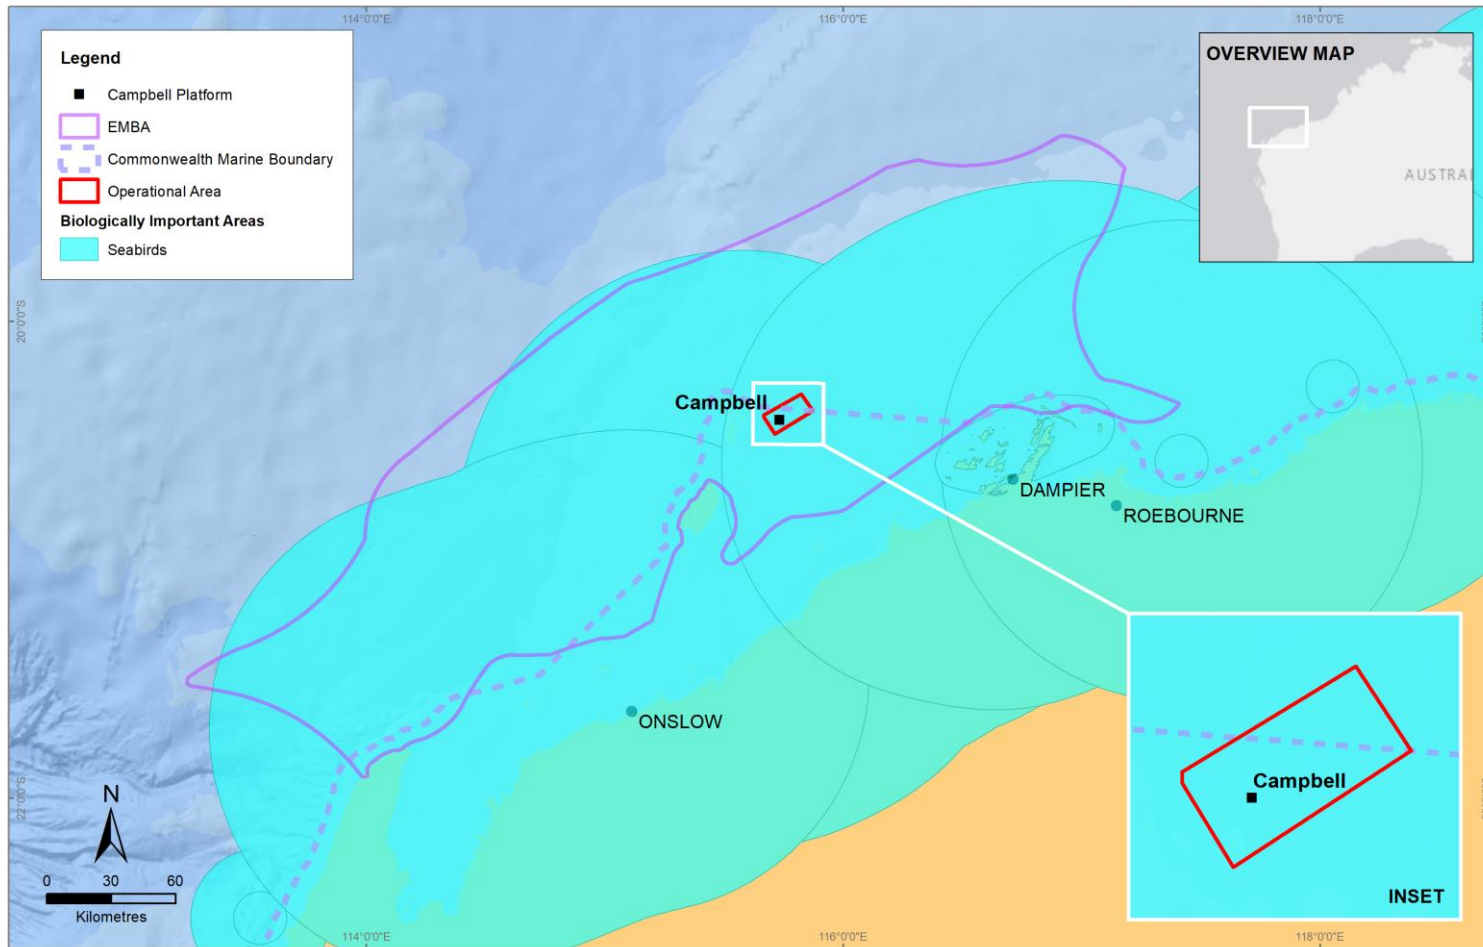 114°0'0"E
116°0'0"E
118°0'0"E
Legend
Campbell Platform
EMBA
Commonwealth Marine Boundary
Operational Area
Biologically Important Areas
Seabirds
OVERVIEW MAP
AUSTRAL
20°0'0"S
Campbell
DAMPIER
ROEBOURNE
ONSLOW
22°0'0"S
N
0 30 60
Kilometres
Campbell
INSET
114°0'0"E
116°0'0"E
118°0'0"E